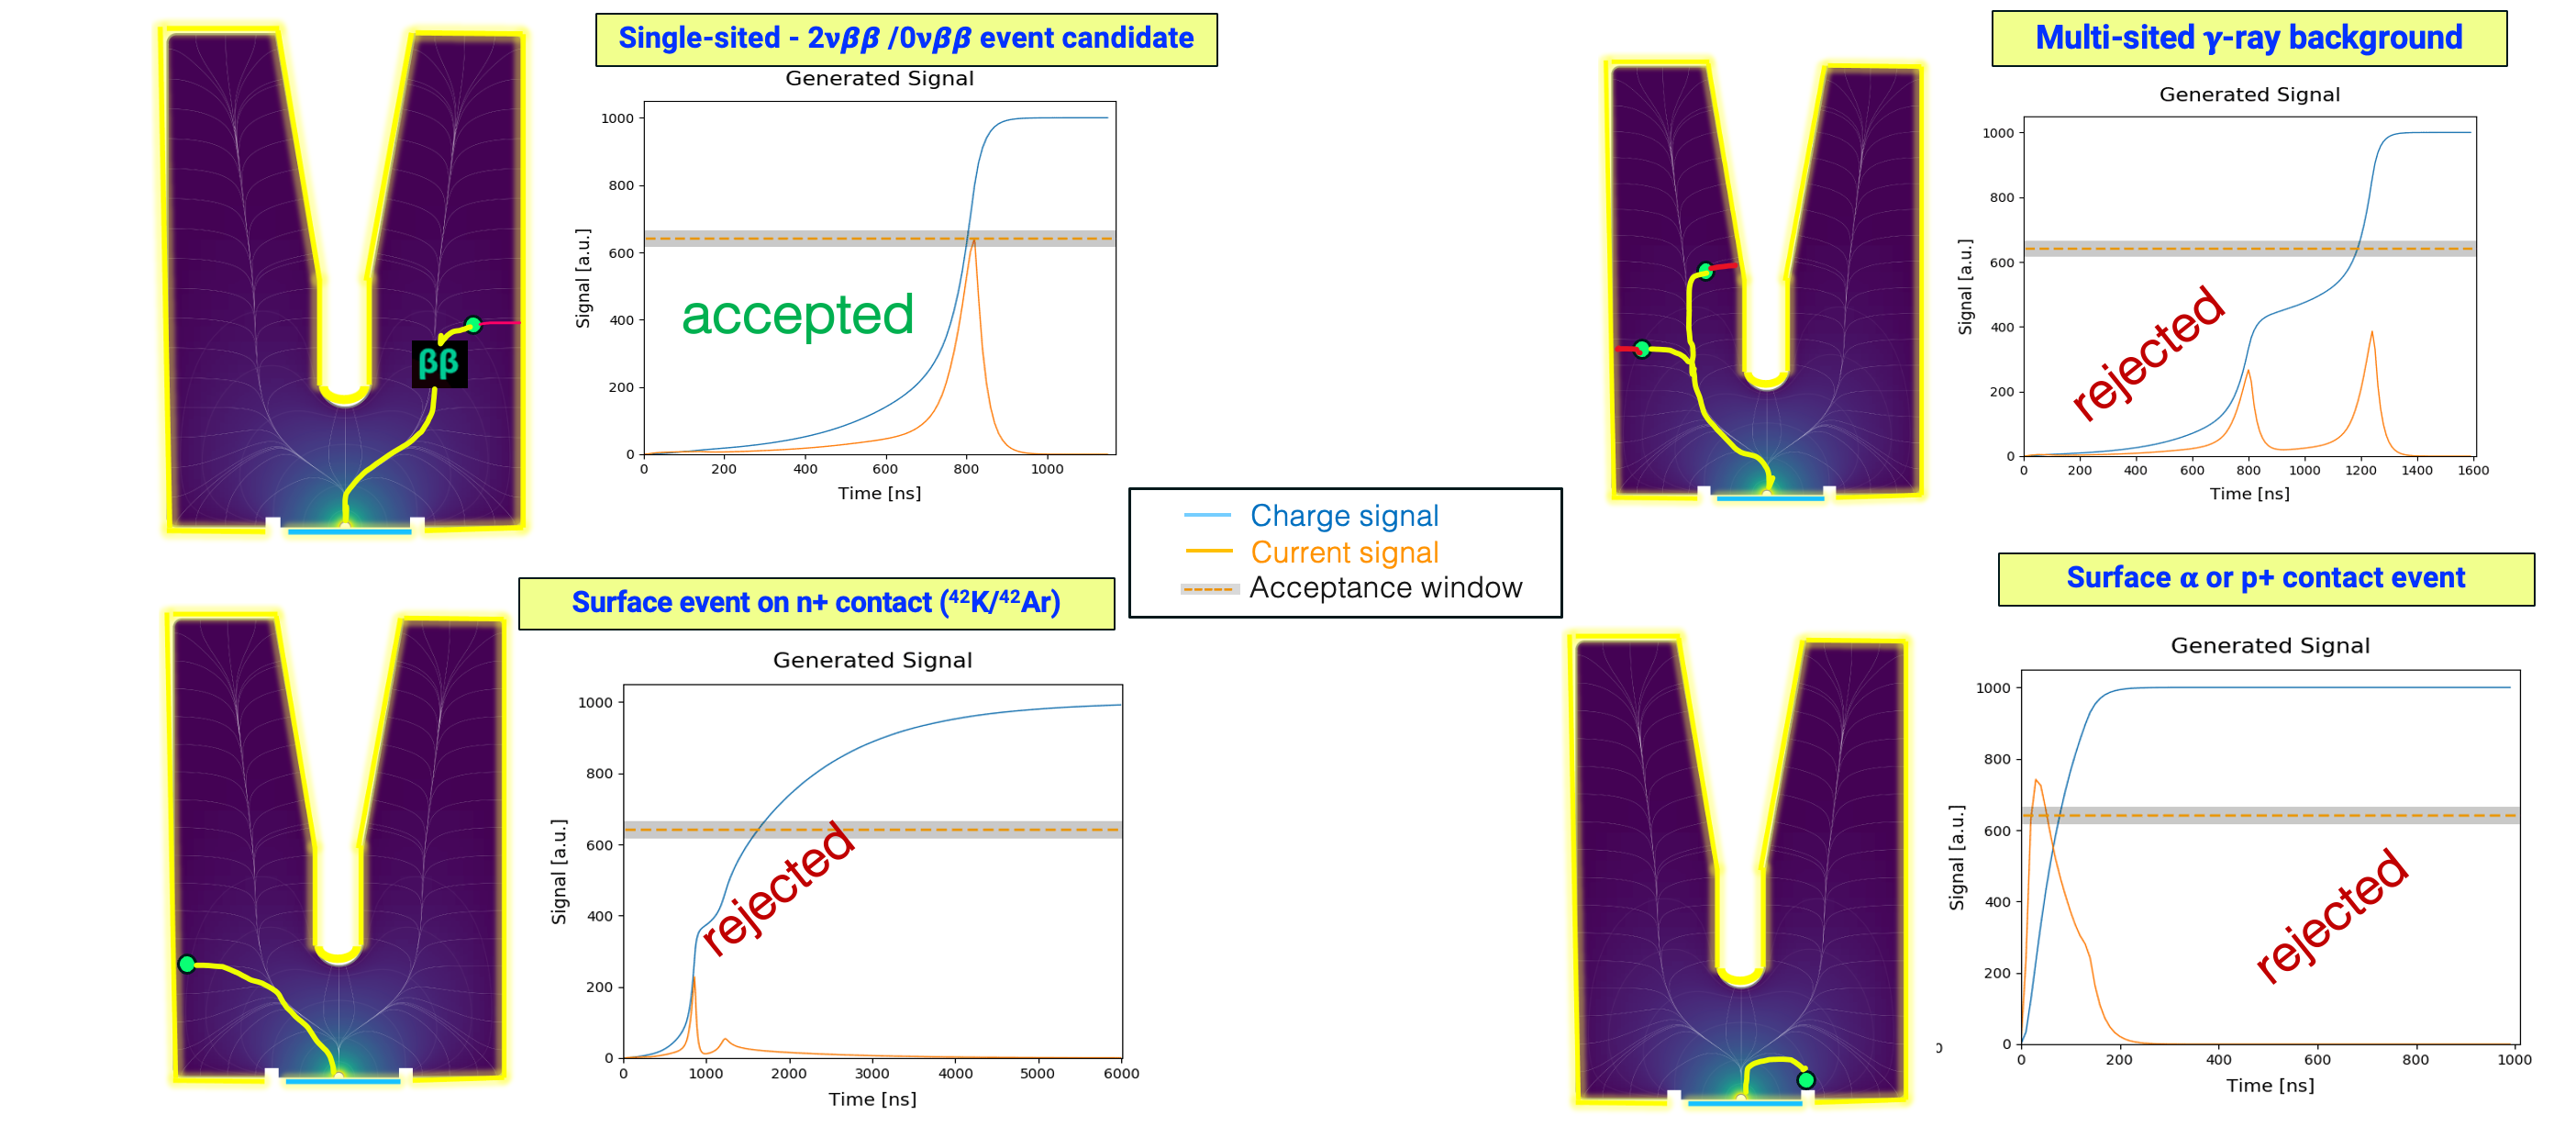 Single-sited - 2νββ /0νββ event candidate
Generated Signal
1000
800
600
400
200
0
Signal [a.u.]
accepted
0 200 400 600 800 1000
Time [ns]
ββ
Multi-sited γ-ray background
Generated Signal
1000
800
600
400
200
0
Signal [a.u.]
rejected
0 200 400 600 800 1000 1200 1400 1600
Time [ns]
Charge signal
Current signal
Acceptance window
Surface event on n+ contact (⁴²K/⁴²Ar)
Generated Signal
1000
800
600
400
200
0
Signal [a.u.]
rejected
0 1000 2000 3000 4000 5000 6000
Time [ns]
Surface α or p+ contact event
Generated Signal
1000
800
600
400
200
0
Signal [a.u.]
rejected
0 200 400 600 800 1000
Time [ns]